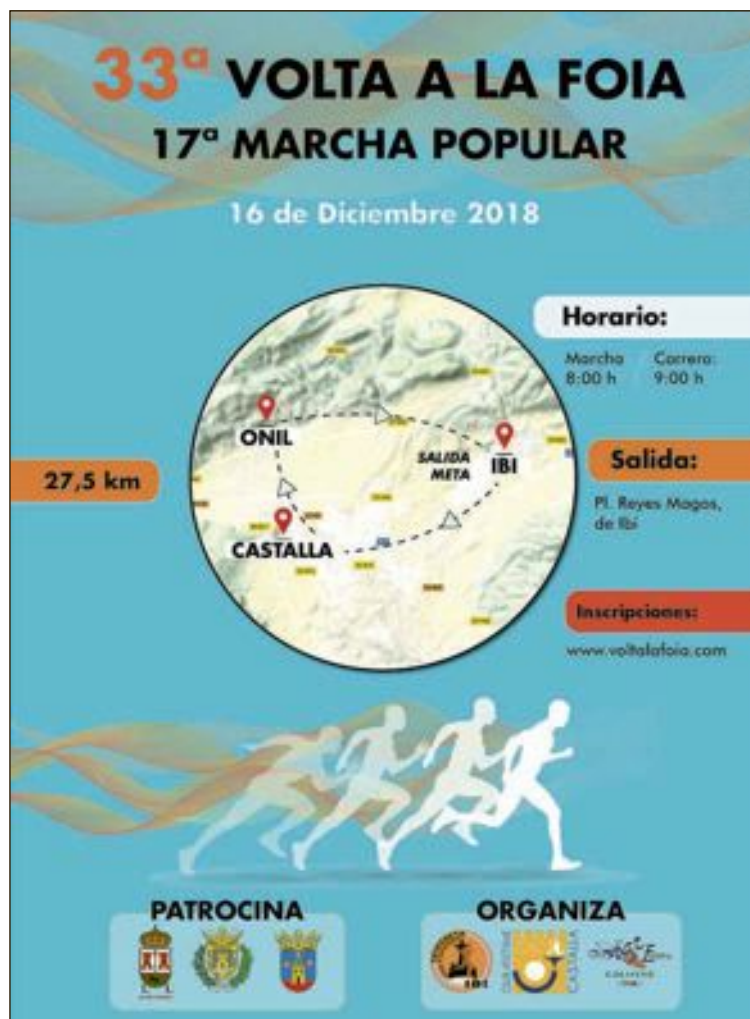 33ª VOLTA A LA FOIA
17ª MARCHA POPULAR
16 de Diciembre 2018
Horario:
Marcha
8:00 h
Carrera:
9:00 h
ONIL
SALIDA
META
IBI
27,5 km
Salida:
Pl. Reyes Magos,
de Ibi
CASTALLA
Inscripciones:
www.voltalafoia.com
PATROCINA
ORGANIZA
IBI
CASTALLA